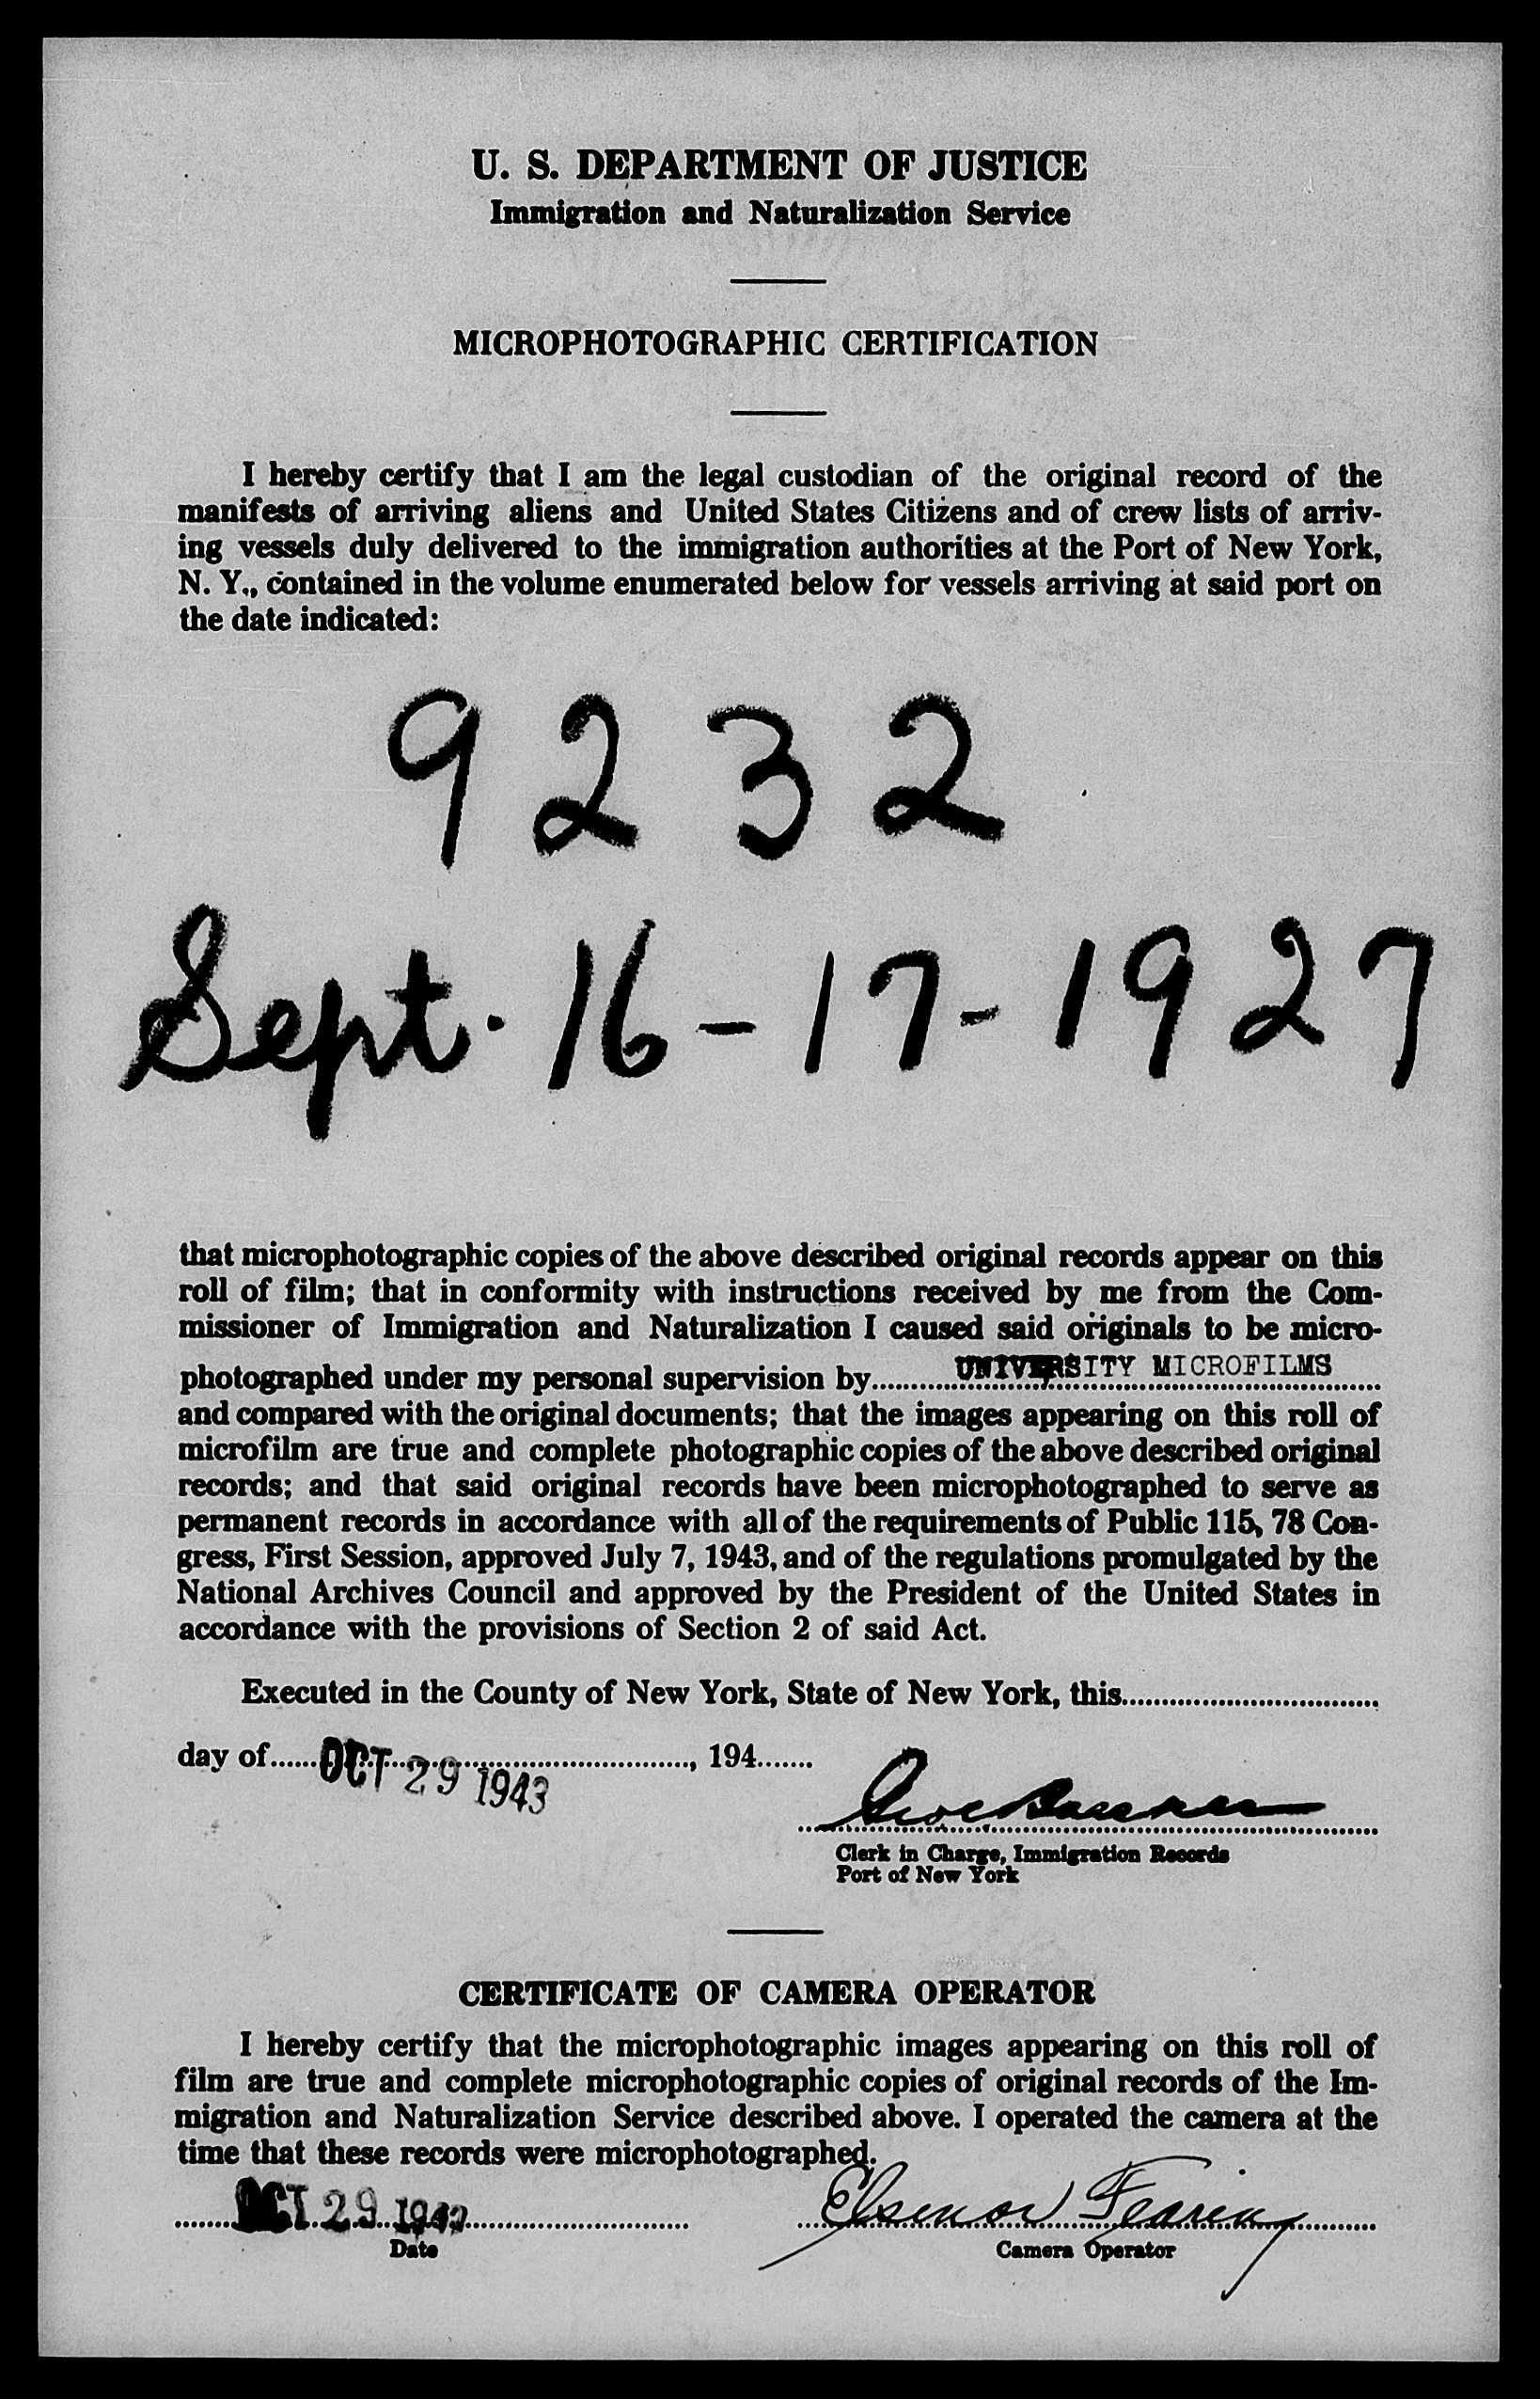 U. S. DEPARTMENT OF JUSTICE
Immigration and Naturalization Service
MICROPHOTOGRAPHIC CERTIFICATION
I hereby certify that I am the legal custodian of the original record of the
manifests of arriving aliens and United States Citizens and of crew lists of arriv-
ing vessels duly delivered to the immigration authorities at the Port of New York,
N. Y., contained in the volume enumerated below for vessels arriving at said port on
the date indicated:
9232
Sept. 16-17-1927
that microphotographic copies of the above described original records appear on this
roll of film; that in conformity with instructions received by me from the Com-
missioner of Immigration and Naturalization I caused said originals to be micro-
photographed under my personal supervision by UNIVERSITY MICROFILMS
and compared with the original documents; that the images appearing on this roll of
microfilm are true and complete photographic copies of the above described original
records; and that said original records have been microphotographed to serve as
permanent records in accordance with all of the requirements of Public 115, 78 Con-
gress, First Session, approved July 7, 1943, and of the regulations promulgated by the
National Archives Council and approved by the President of the United States in
accordance with the provisions of Section 2 of said Act.
Executed in the County of New York, State of New York, this
day of OCT 29 1943, 194
Clerk in Charge, Immigration Records
Port of New York
CERTIFICATE OF CAMERA OPERATOR
I hereby certify that the microphotographic images appearing on this roll of
film are true and complete microphotographic copies of original records of the Im-
migration and Naturalization Service described above. I operated the camera at the
time that these records were microphotographed.
OCT 29 1943 Eleanor Fearing
Date Camera Operator